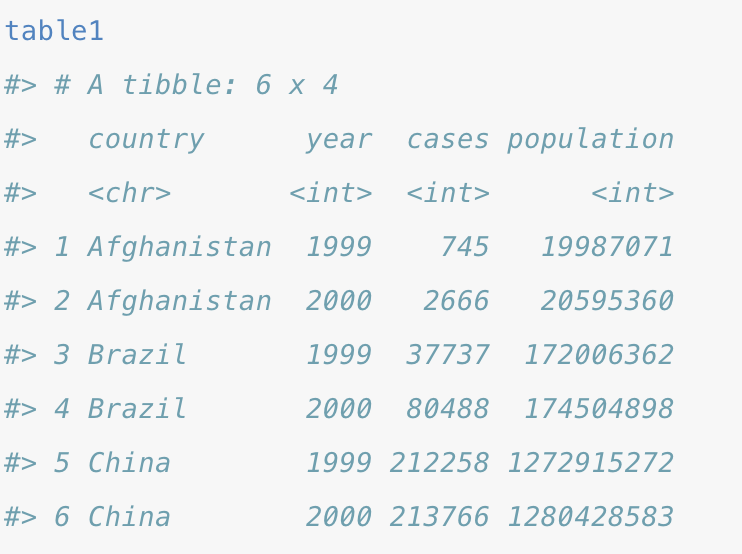 table1
#> # A tibble: 6 x 4
#>   country      year  cases population
#>   <chr>       <int>  <int>      <int>
#> 1 Afghanistan  1999    745   19987071
#> 2 Afghanistan  2000   2666   20595360
#> 3 Brazil       1999  37737  172006362
#> 4 Brazil       2000  80488  174504898
#> 5 China        1999 212258 1272915272
#> 6 China        2000 213766 1280428583